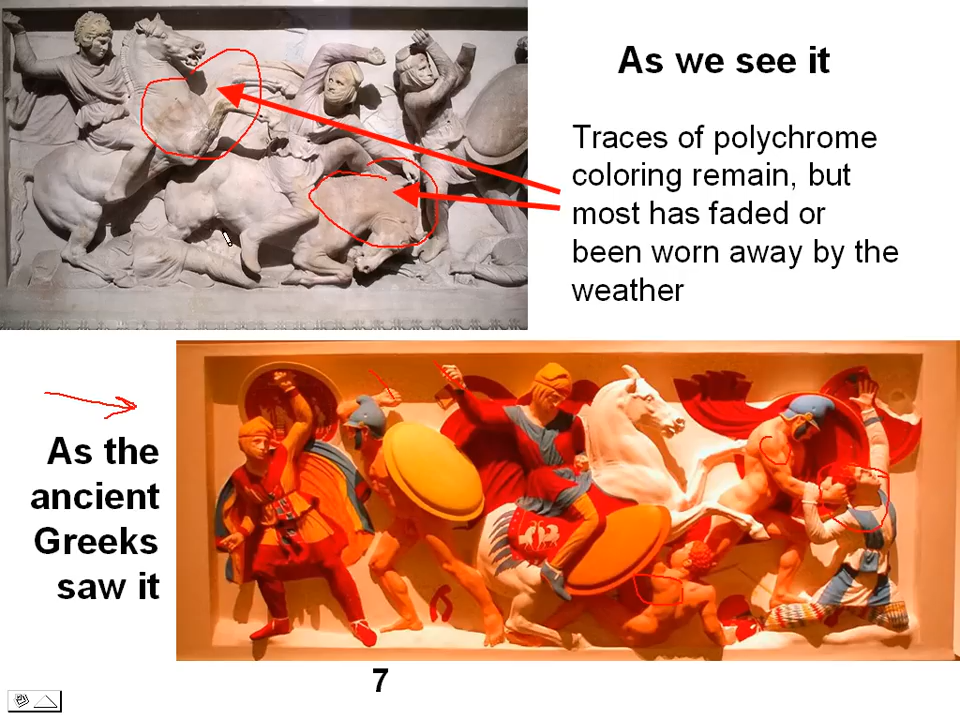 As we see it
Traces of polychrome
coloring remain, but
most has faded or
been worn away by the
weather
As the
ancient
Greeks
saw it
7